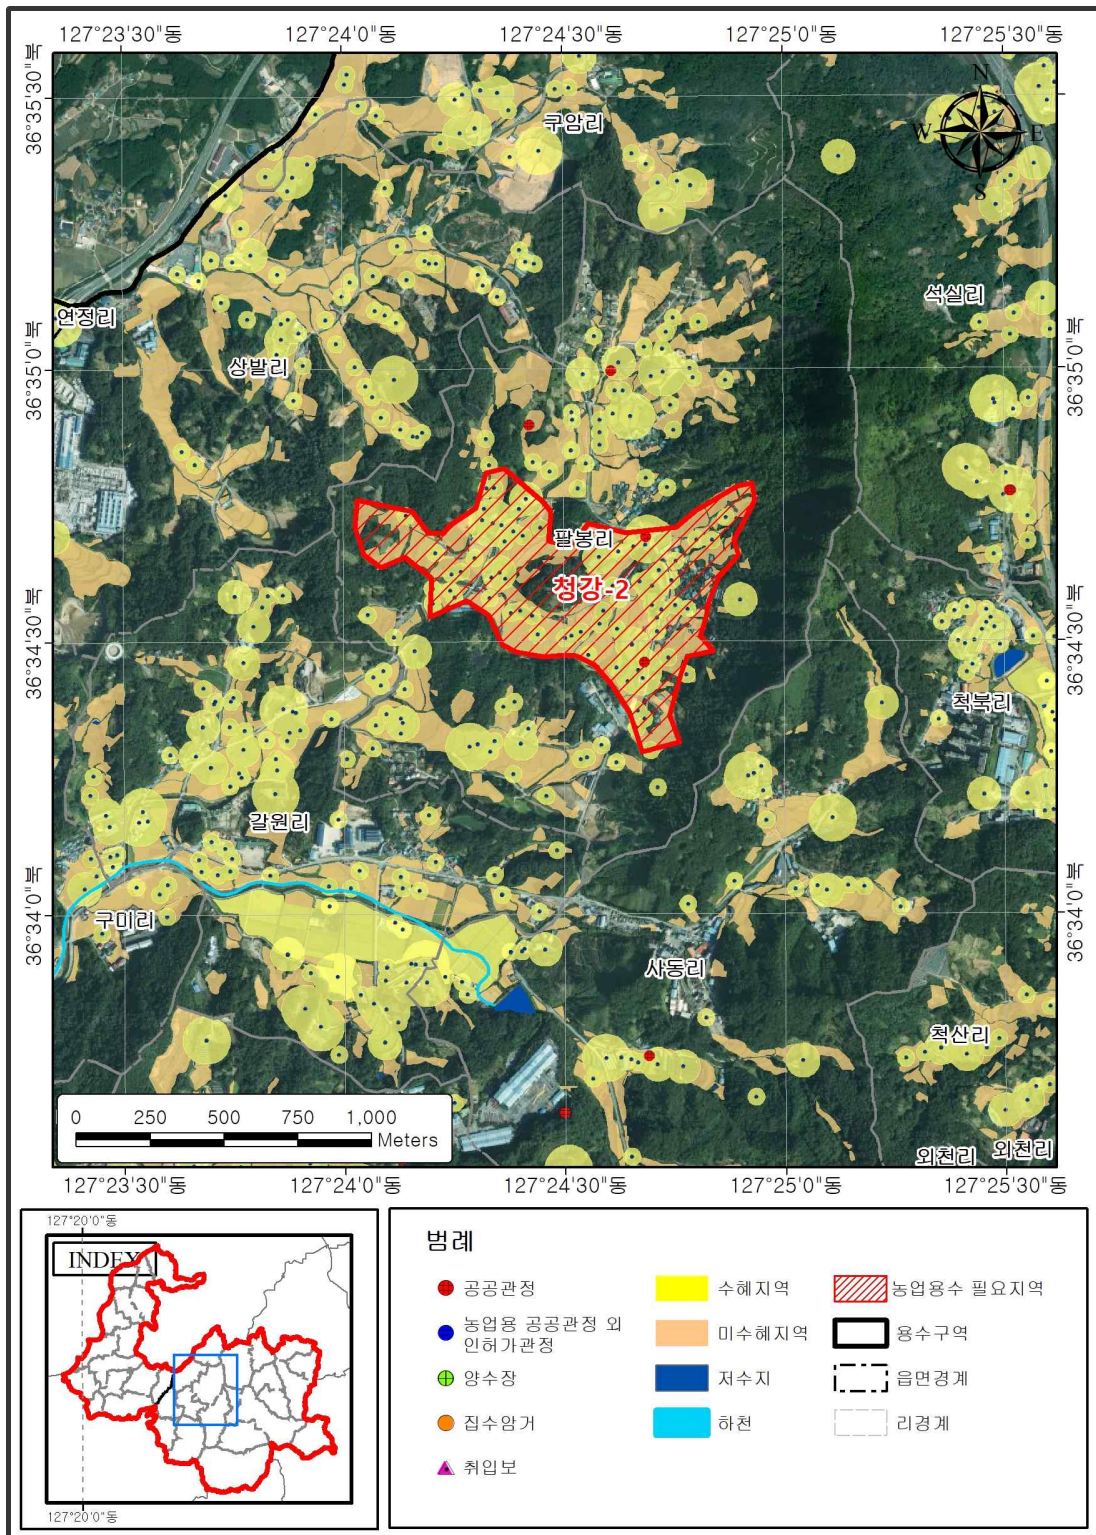 127°23'30"동 127°24'0"동 127°24'30"동 127°25'0"동 127°25'30"동
36°35'30"북
36°35'30"북
N
W E
S
구암리
석실리
연정리
상발리
36°35'0"북
36°35'0"북
팔봉리
청강-2
36°34'30"북
36°34'30"북
척북리
갈원리
구미리
36°34'0"북
36°34'0"북
사동리
척산리
외천리 외천리
0 250 500 750 1,000
Meters
127°23'30"동 127°24'0"동 127°24'30"동 127°25'0"동 127°25'30"동
127°20'0"동
INDEX
127°20'0"동
범례
공공관정
농업용 공공관정 외
인허가관정
양수장
집수암거
취입보
수혜지역
미수혜지역
저수지
하천
농업용수 필요지역
용수구역
읍면경계
리경계